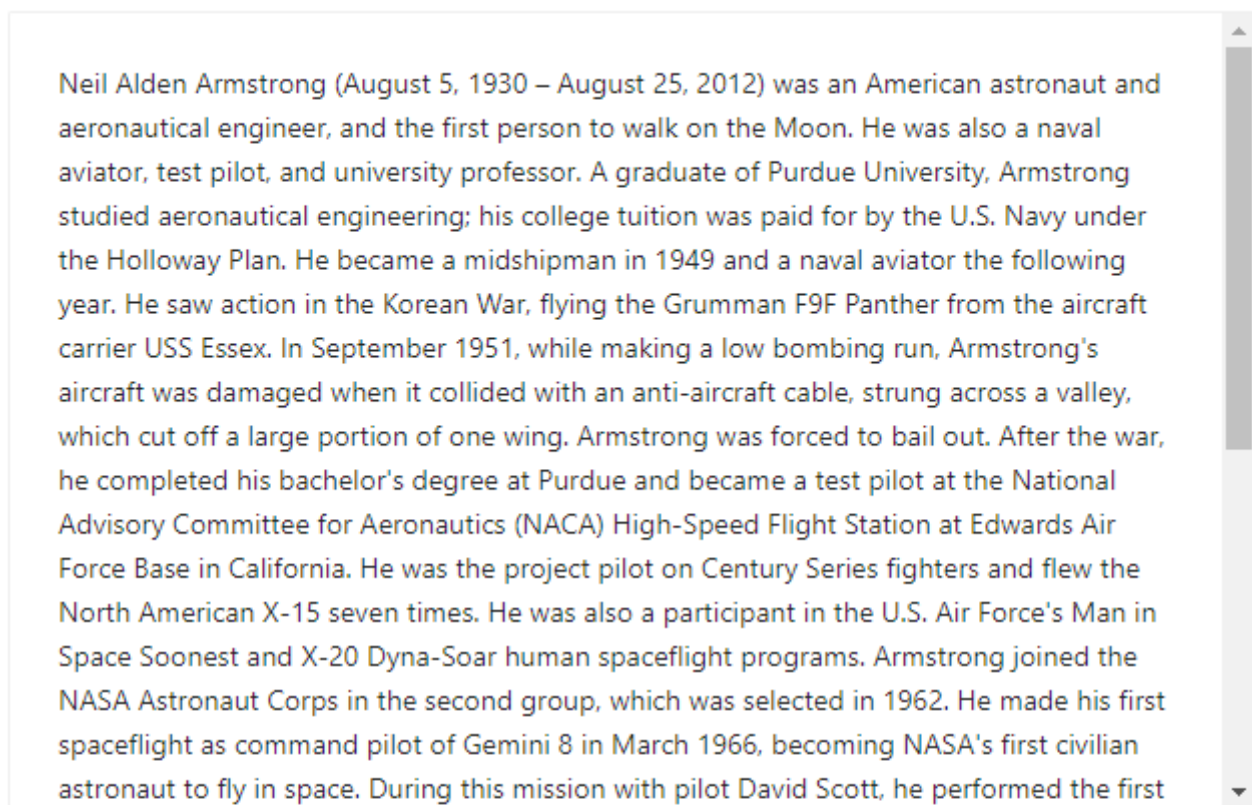 Neil Alden Armstrong (August 5, 1930 – August 25, 2012) was an American astronaut and
aeronautical engineer, and the first person to walk on the Moon. He was also a naval
aviator, test pilot, and university professor. A graduate of Purdue University, Armstrong
studied aeronautical engineering; his college tuition was paid for by the U.S. Navy under
the Holloway Plan. He became a midshipman in 1949 and a naval aviator the following
year. He saw action in the Korean War, flying the Grumman F9F Panther from the aircraft
carrier USS Essex. In September 1951, while making a low bombing run, Armstrong's
aircraft was damaged when it collided with an anti-aircraft cable, strung across a valley,
which cut off a large portion of one wing. Armstrong was forced to bail out. After the war,
he completed his bachelor's degree at Purdue and became a test pilot at the National
Advisory Committee for Aeronautics (NACA) High-Speed Flight Station at Edwards Air
Force Base in California. He was the project pilot on Century Series fighters and flew the
North American X-15 seven times. He was also a participant in the U.S. Air Force's Man in
Space Soonest and X-20 Dyna-Soar human spaceflight programs. Armstrong joined the
NASA Astronaut Corps in the second group, which was selected in 1962. He made his first
spaceflight as command pilot of Gemini 8 in March 1966, becoming NASA's first civilian
astronaut to fly in space. During this mission with pilot David Scott, he performed the first